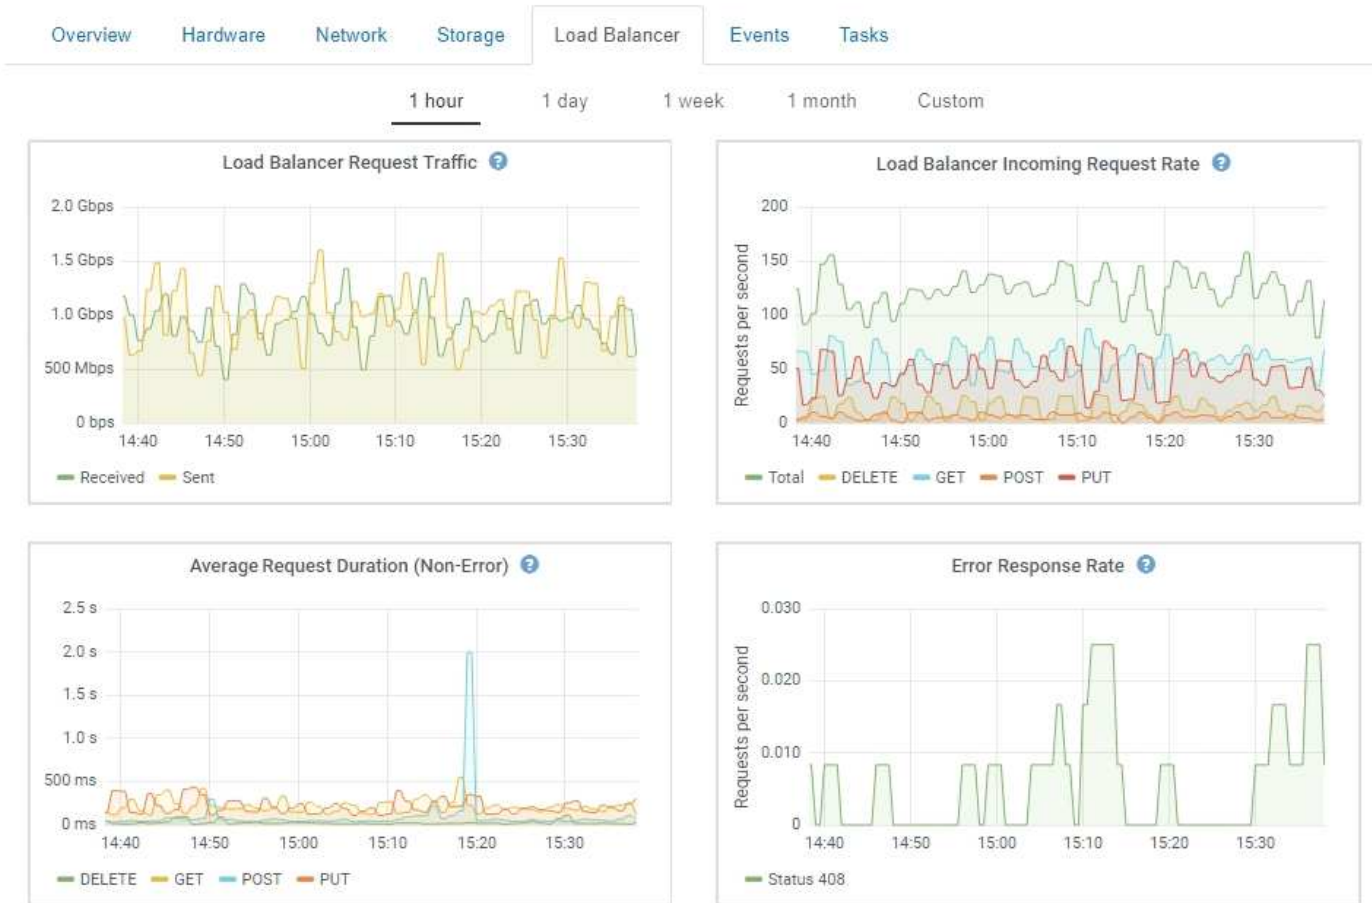 Overview Hardware Network Storage Load Balancer Events Tasks
1 hour 1 day 1 week 1 month Custom
Load Balancer Request Traffic ?
2.0 Gbps
1.5 Gbps
1.0 Gbps
500 Mbps
0 bps
14:40 14:50 15:00 15:10 15:20 15:30
Received Sent
Load Balancer Incoming Request Rate ?
Requests per second
200
150
100
50
0
14:40 14:50 15:00 15:10 15:20 15:30
Total DELETE GET POST PUT
Average Request Duration (Non-Error) ?
2.5 s
2.0 s
1.5 s
1.0 s
500 ms
0 ms
14:40 14:50 15:00 15:10 15:20 15:30
DELETE GET POST PUT
Error Response Rate ?
Requests per second
0.030
0.020
0.010
0
14:40 14:50 15:00 15:10 15:20 15:30
Status 408